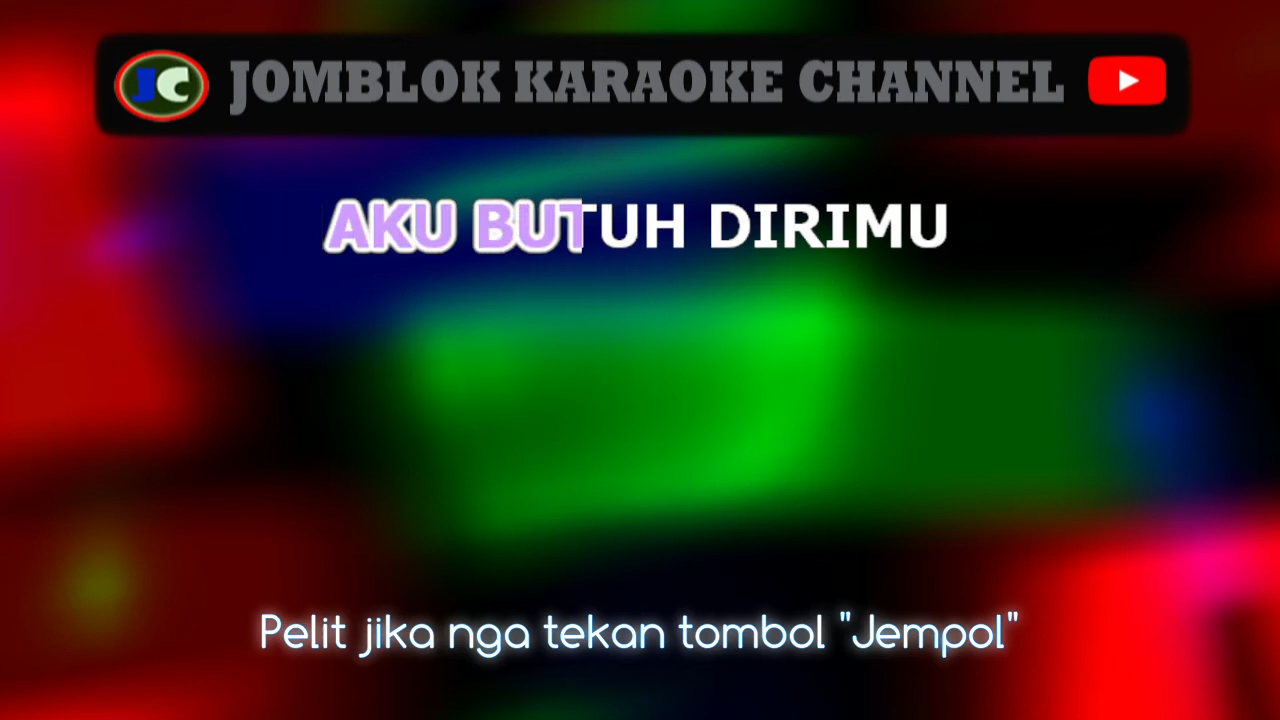 JC JOMBLOK KARAOKE CHANNEL
AKU BUTUH DIRIMU
Pelit jika nga tekan tombol "Jempol"